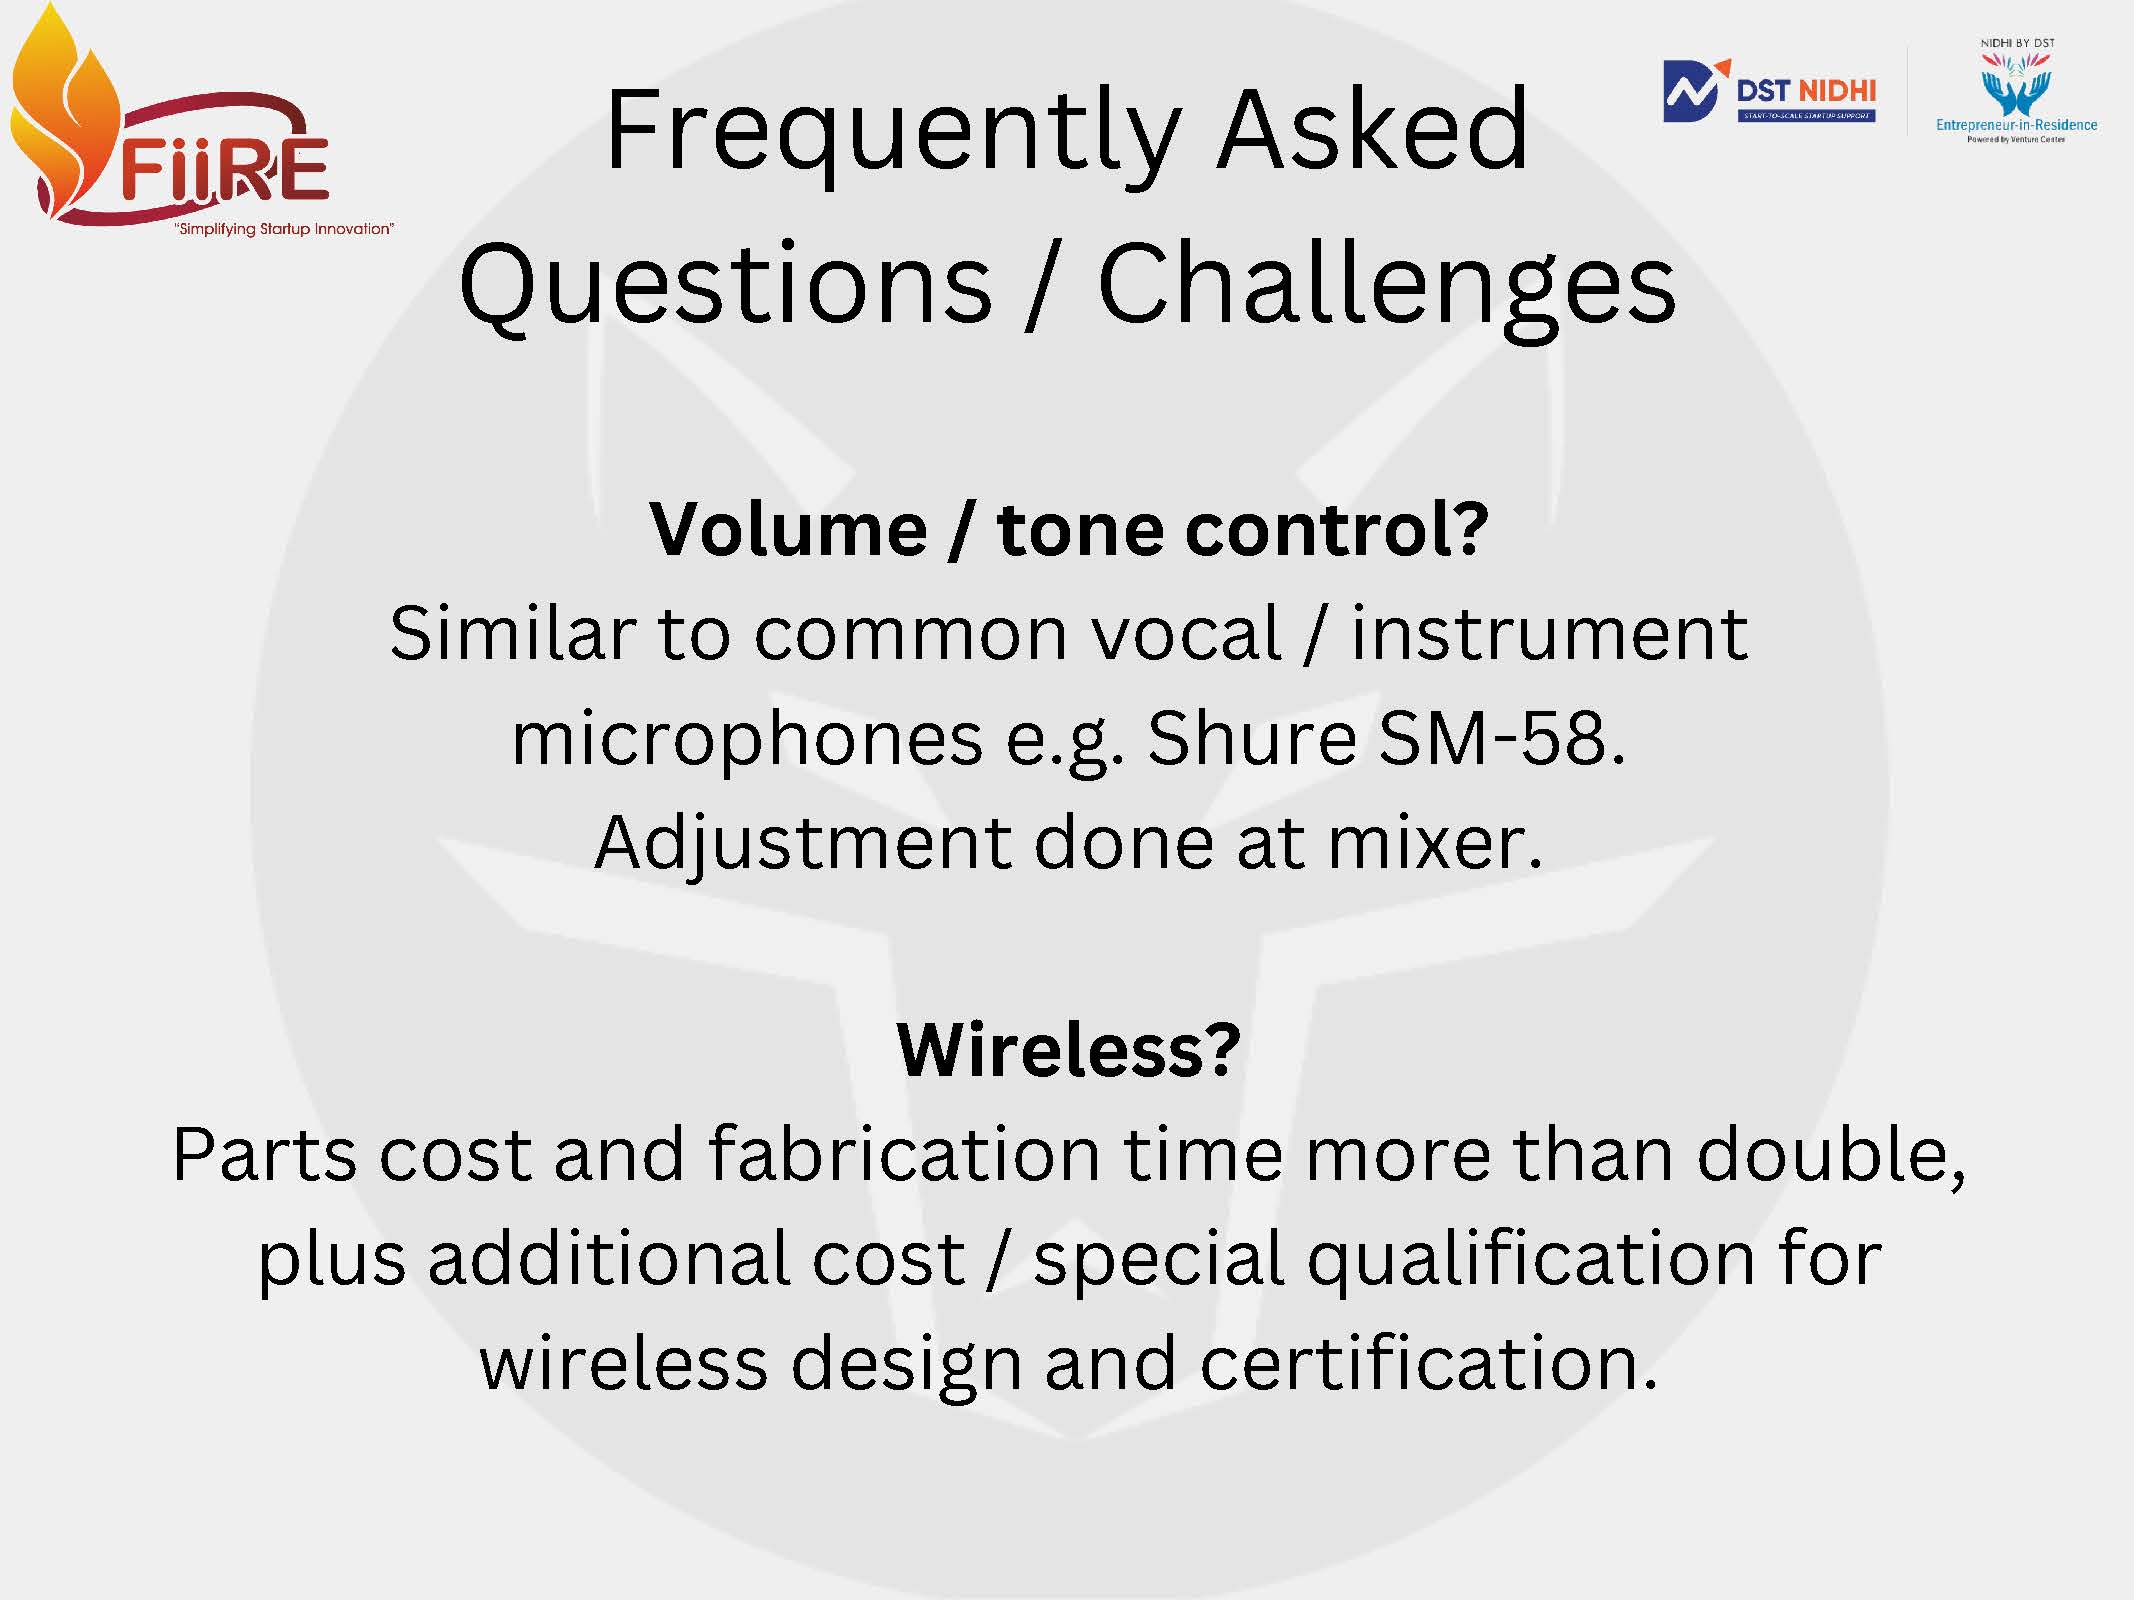 FiiRE
"Simplifying Startup Innovation"
Frequently Asked
Questions / Challenges
DST NIDHI
START-TO-SCALE STARTUP SUPPORT
NIDHI BY DST
Entrepreneur-in-Residence
Powered by Venture Center
Volume / tone control?
Similar to common vocal / instrument
microphones e.g. Shure SM-58.
Adjustment done at mixer.
Wireless?
Parts cost and fabrication time more than double,
plus additional cost / special qualification for
wireless design and certification.